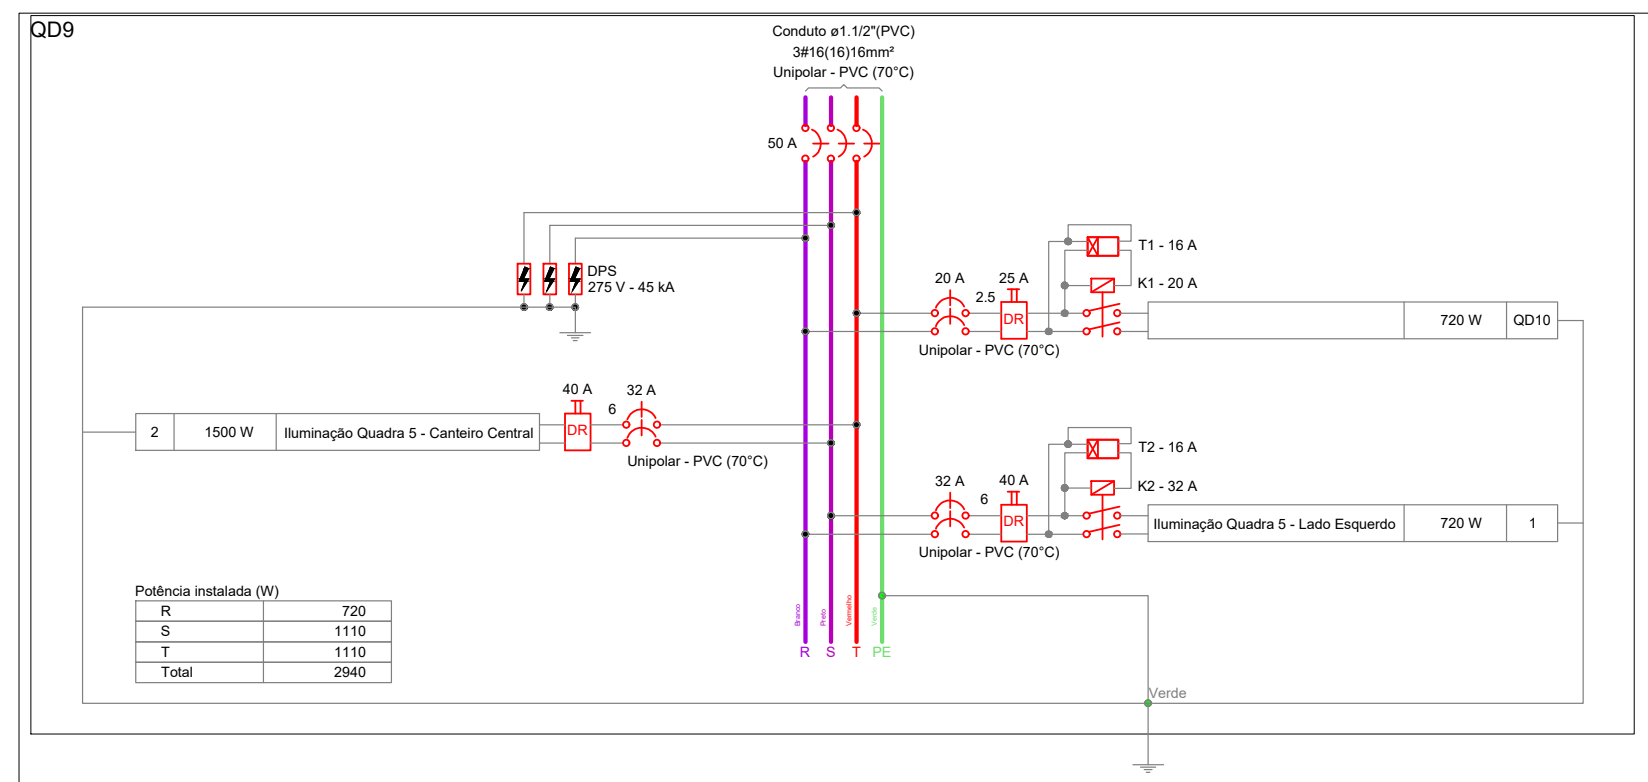 QD9
Conduto ø1.1/2"(PVC)
3#16(16)16mm²
Unipolar - PVC (70°C)
50 A
DPS
275 V - 45 kA
T1 - 16 A
K1 - 20 A
20 A
25 A
2.5
DR
720 W
QD10
Unipolar - PVC (70°C)
40 A
32 A
6
2
1500 W
Iluminação Quadra 5 - Canteiro Central
DR
Unipolar - PVC (70°C)
T2 - 16 A
K2 - 32 A
32 A
40 A
6
DR
Iluminação Quadra 5 - Lado Esquerdo
720 W
1
Unipolar - PVC (70°C)
Potência instalada (W)
R 720
S 1110
T 1110
Total 2940
Branco
Preto
Vermelho
Verde
R S T PE
Verde